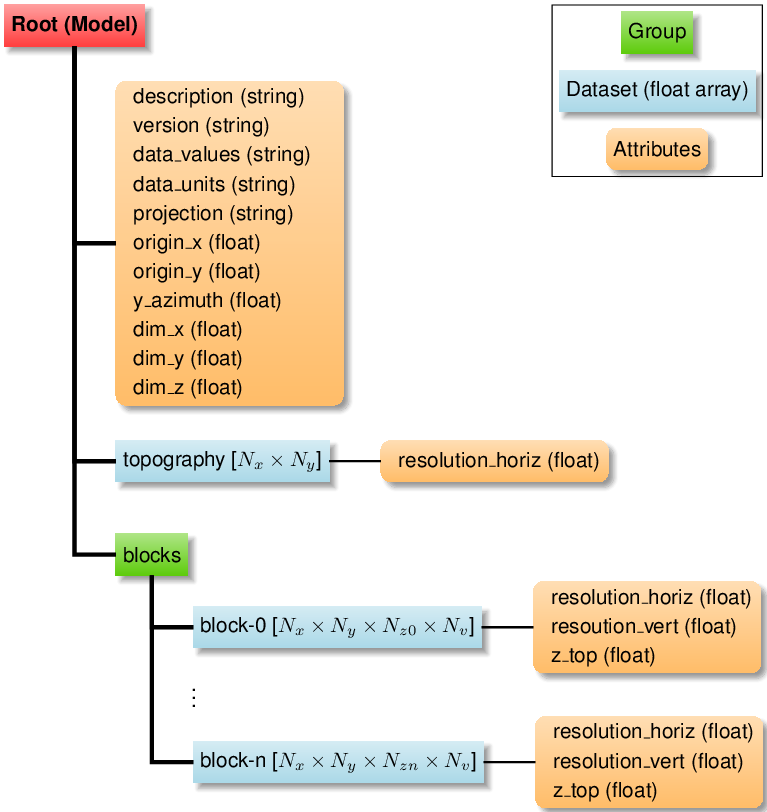 Root (Model)
Group
Dataset (float array)
Attributes
description (string)
version (string)
data_values (string)
data_units (string)
projection (string)
origin_x (float)
origin_y (float)
y_azimuth (float)
dim_x (float)
dim_y (float)
dim_z (float)
topography [$N_x \times N_y$]
resolution_horiz (float)
blocks
block-0 [$N_x \times N_y \times N_{z0} \times N_v$]
resolution_horiz (float)
resoution_vert (float)
z_top (float)
⋮
block-n [$N_x \times N_y \times N_{zn} \times N_v$]
resolution_horiz (float)
resolution_vert (float)
z_top (float)